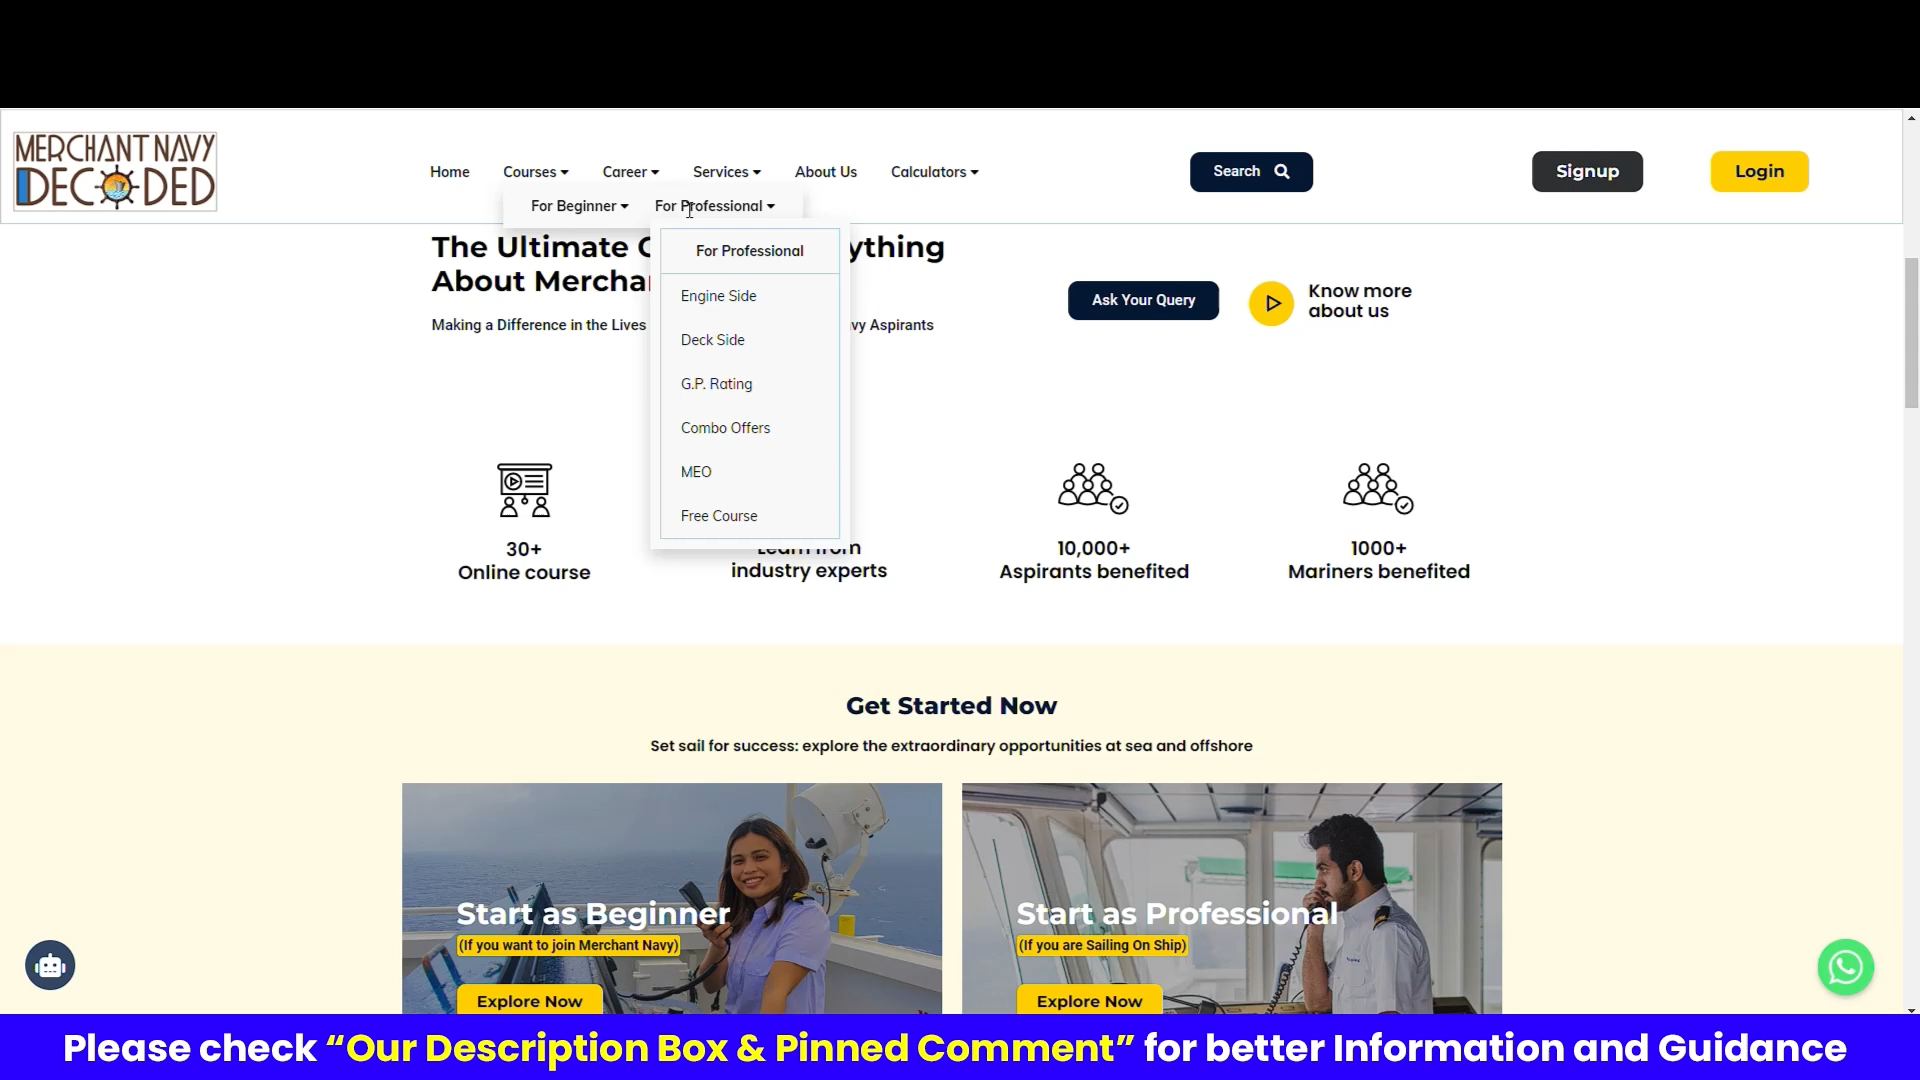 MERCHANT NAVY
DECODED
Home
Courses
Career
Services
About Us
Calculators
Search
Signup
Login
For Beginner
For Professional
For Professional
Engine Side
Deck Side
G.P. Rating
Combo Offers
MEO
Free Course
The Ultimate
About
Making a Difference in the Lives
Aspirants
Ask Your Query
Know more
about us
30+
Online course
Learn from
industry experts
10,000+
Aspirants benefited
1000+
Mariners benefited
Get Started Now
Set sail for success: explore the extraordinary opportunities at sea and offshore
Start as Beginner
(If you want to join Merchant Navy)
Explore Now
Start as Professional
(If you are Sailing On Ship)
Explore Now
Please check “Our Description Box & Pinned Comment” for better Information and Guidance